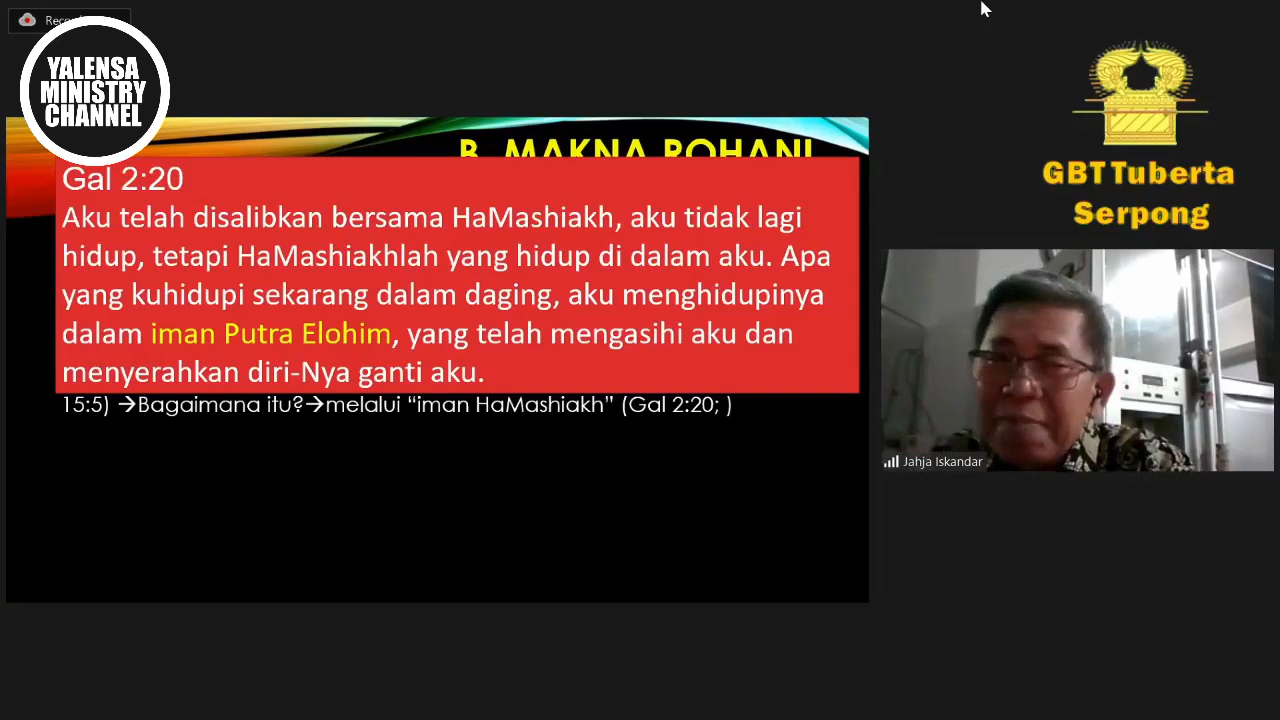 YALENSA
MINISTRY
CHANNEL
B. MAKNA ROHANI
Gal 2:20
Aku telah disalibkan bersama HaMashiakh, aku tidak lagi
hidup, tetapi HaMashiakhlah yang hidup di dalam aku. Apa
yang kuhidupi sekarang dalam daging, aku menghidupinya
dalam iman Putra Elohim, yang telah mengasihi aku dan
menyerahkan diri-Nya ganti aku.
15:5) →Bagaimana itu?→melalui “iman HaMashiakh” (Gal 2:20; )
GBT Tuberta
Serpong
Jahja Iskandar